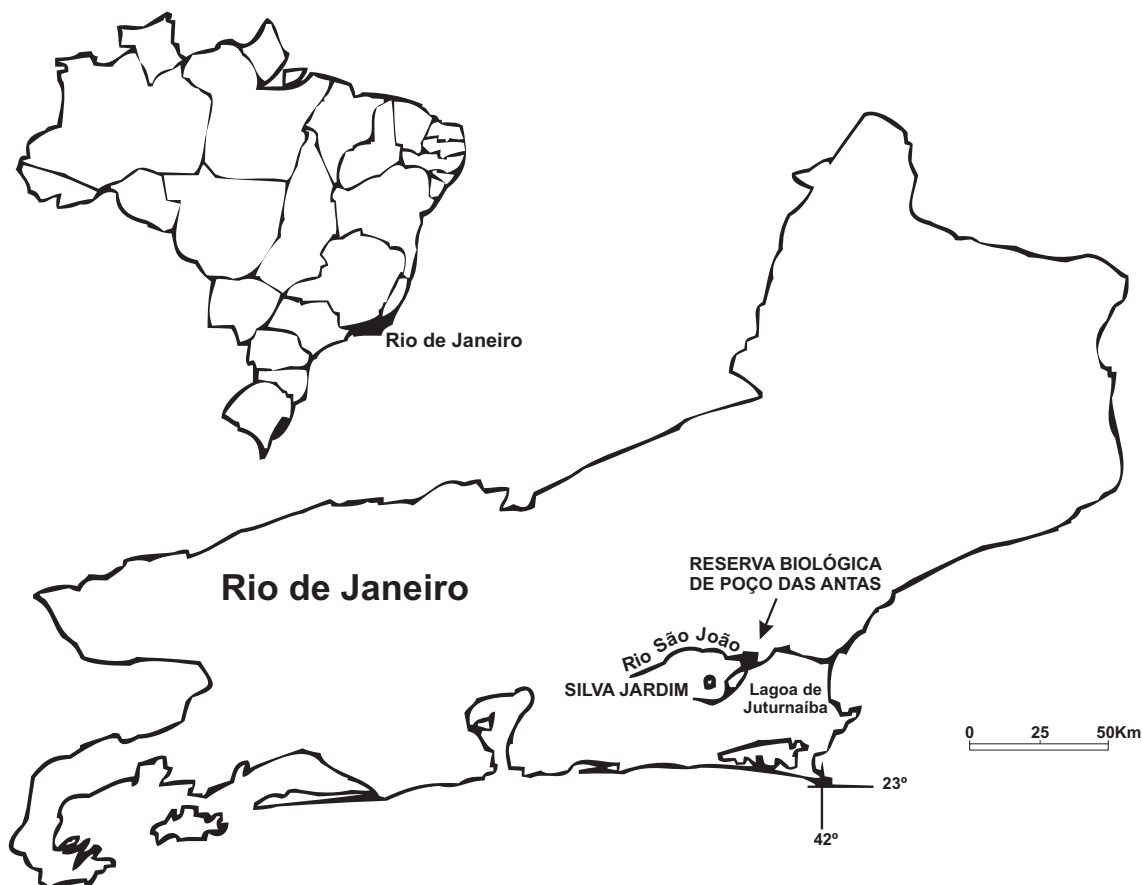 Rio de Janeiro
Rio de Janeiro
RESERVA BIOLÓGICA
DE POÇO DAS ANTAS
Rio São João
SILVA JARDIM
Lagoa de
Juturnaíba
0 25 50Km
23º
42º